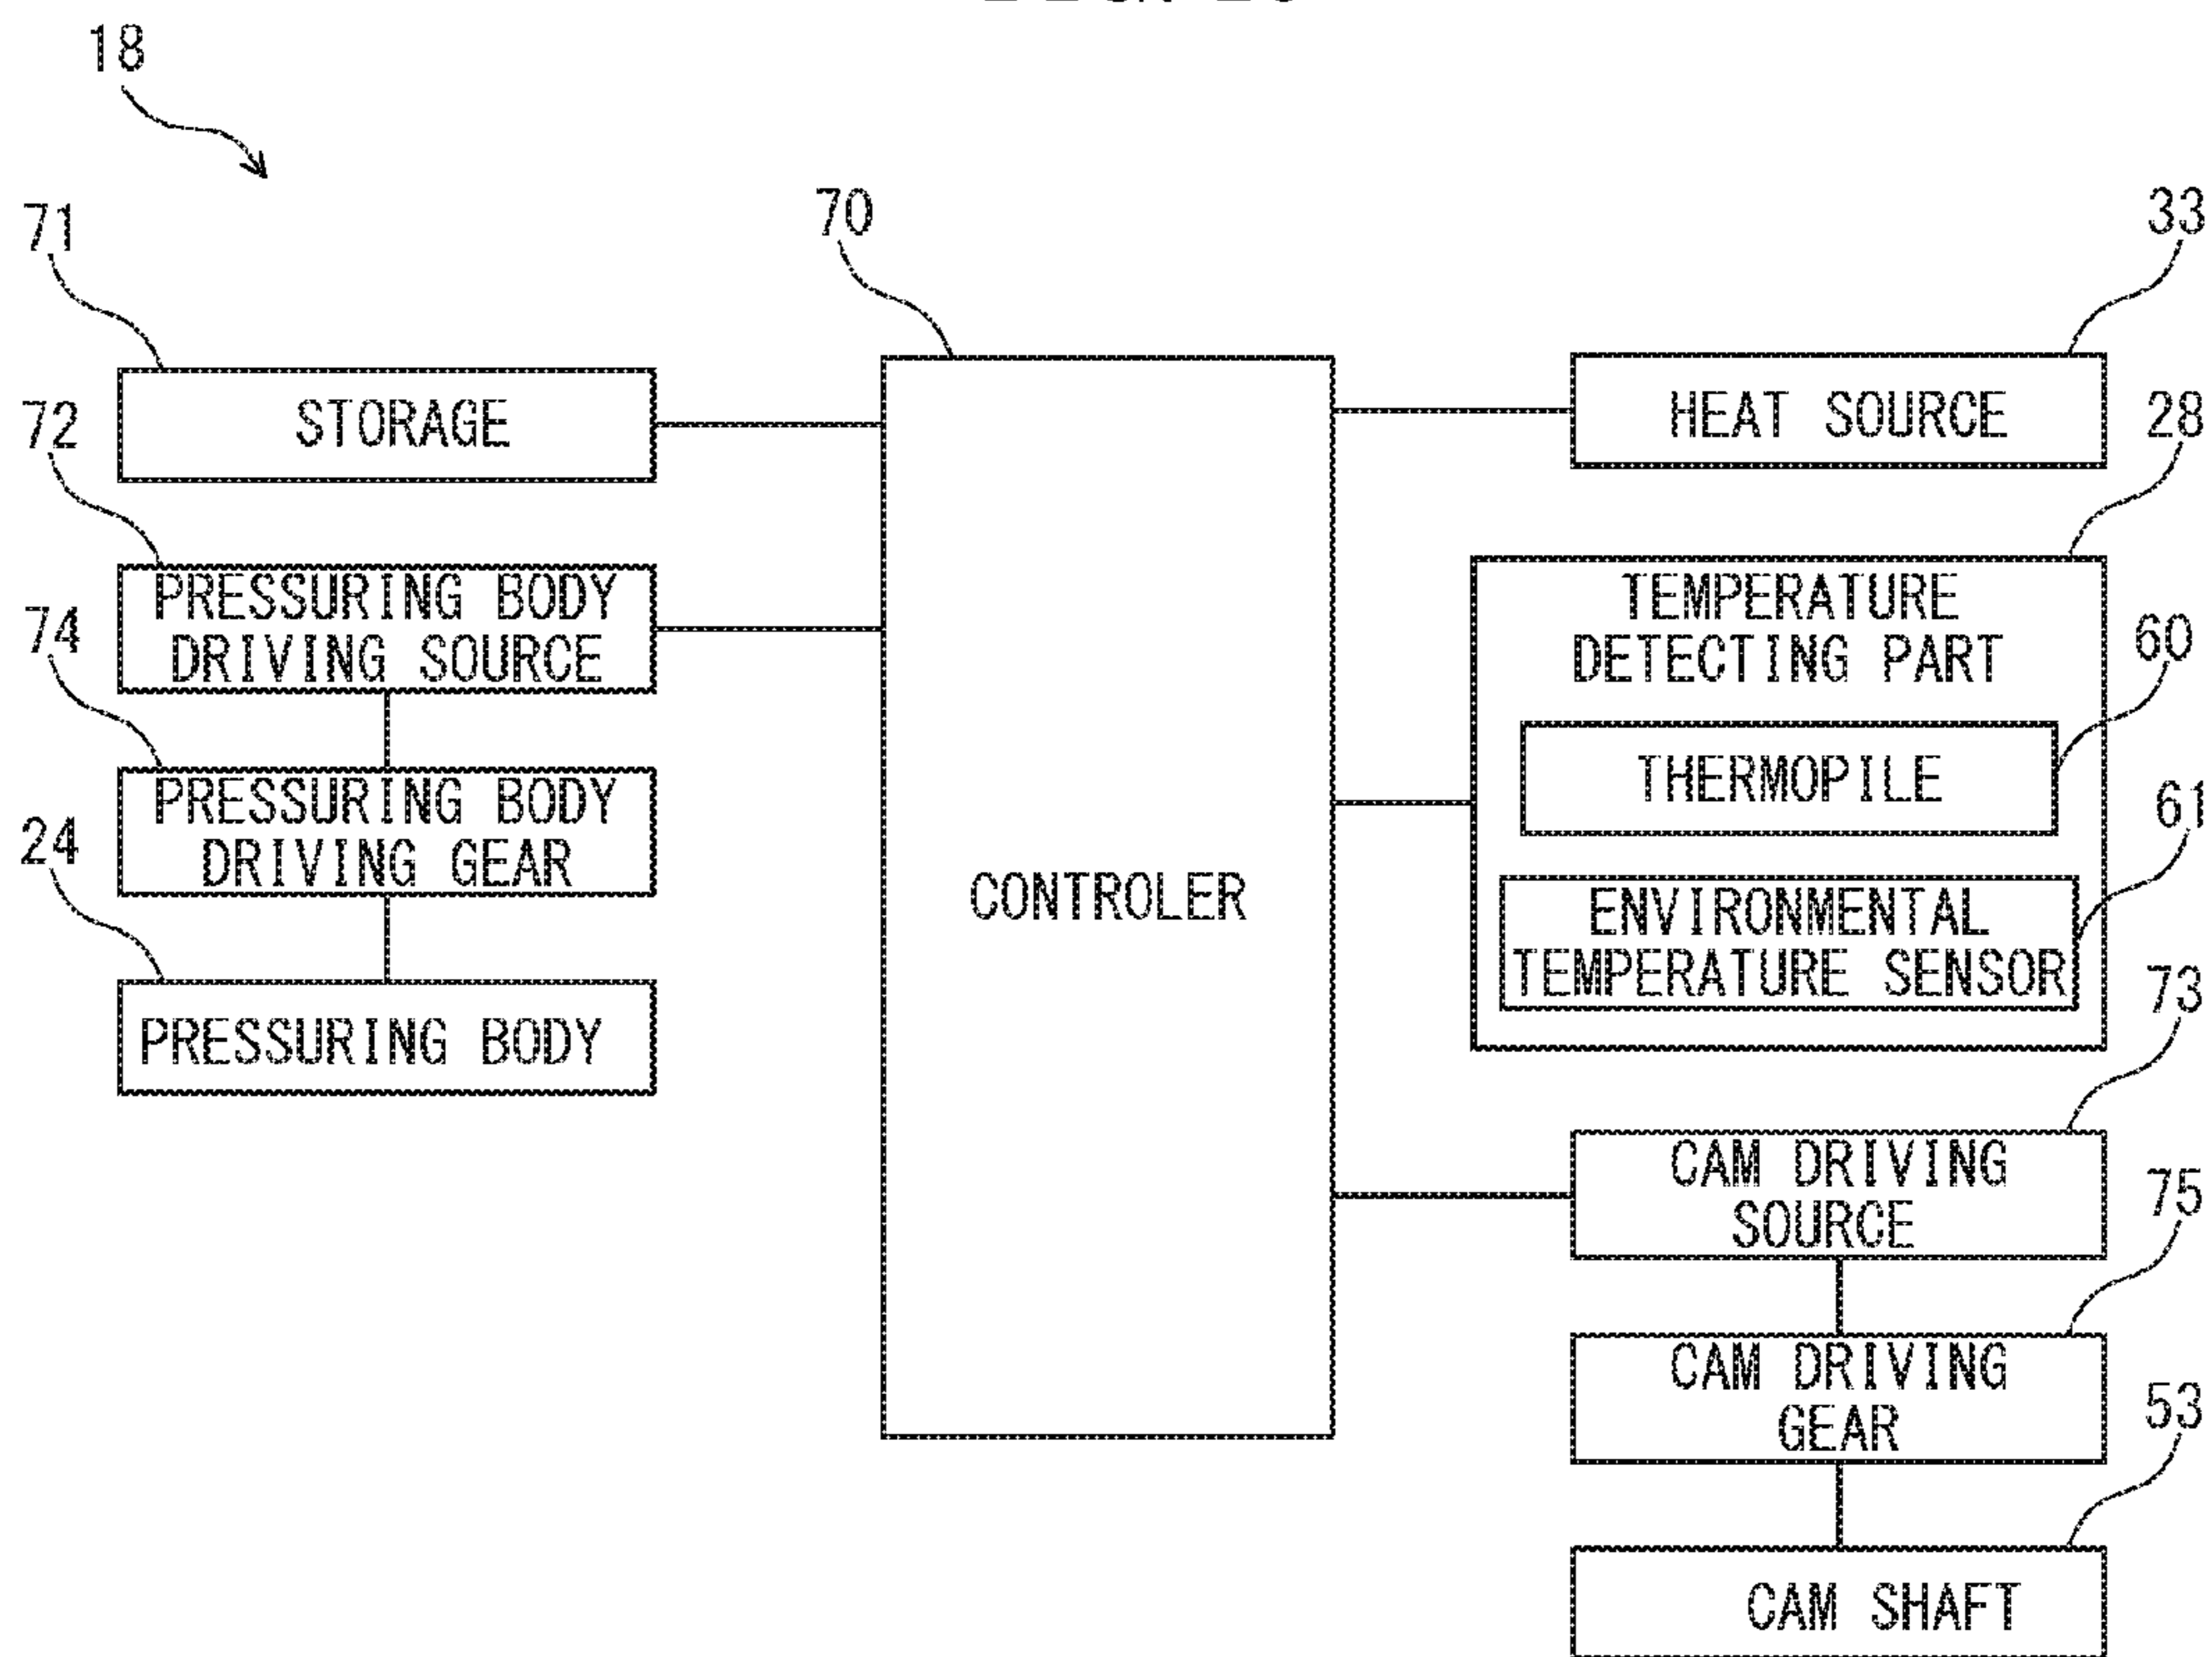 18
71
70
33
STORAGE
HEAT SOURCE
72
28
PRESSURING BODY
DRIVING SOURCE
TEMPERATURE
DETECTING PART
74
60
PRESSURING BODY
DRIVING GEAR
THERMOPILE
24
61
CONTROLER
ENVIRONMENTAL
TEMPERATURE SENSOR
PRESSURING BODY
73
CAM DRIVING
SOURCE
75
CAM DRIVING
GEAR
53
CAM SHAFT